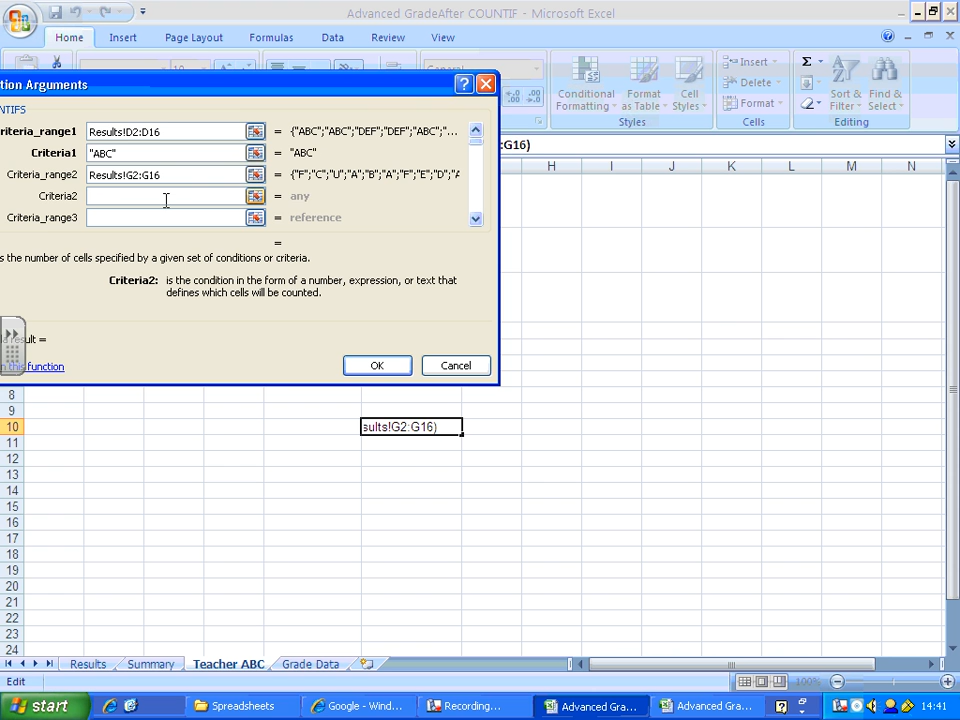 Advanced GradeAfter COUNTIF - Microsoft Excel
Home Insert Page Layout Formulas Data Review View
Conditional Formatting
Format as Table
Cell Styles
Insert
Delete
Format
Sort & Filter
Find & Select
Styles
Cells
Editing
tion Arguments
NTIFS
riteria_range1 Results!D2:D16 = {"ABC";"ABC";"DEF";"DEF";"ABC";"...
Criteria1 "ABC" = "ABC"
Criteria_range2 Results!G2:G16 = {"F";"C";"U";"A";"B";"A";"F";"E";"D";"A
Criteria2 = any
Criteria_range3 = reference
=
s the number of cells specified by a given set of conditions or criteria.
Criteria2: is the condition in the form of a number, expression, or text that
defines which cells will be counted.
sult =
n this function
OK Cancel
:G16)
H I J K L M N
8
9
10 sults!G2:G16)
11
12
13
14
15
16
17
18
19
20
21
22
23
24
Results Summary Teacher ABC Grade Data
Edit 100%
start Spreadsheets Google - Wind... Recording... Advanced Gra... Advanced Gra... 14:41